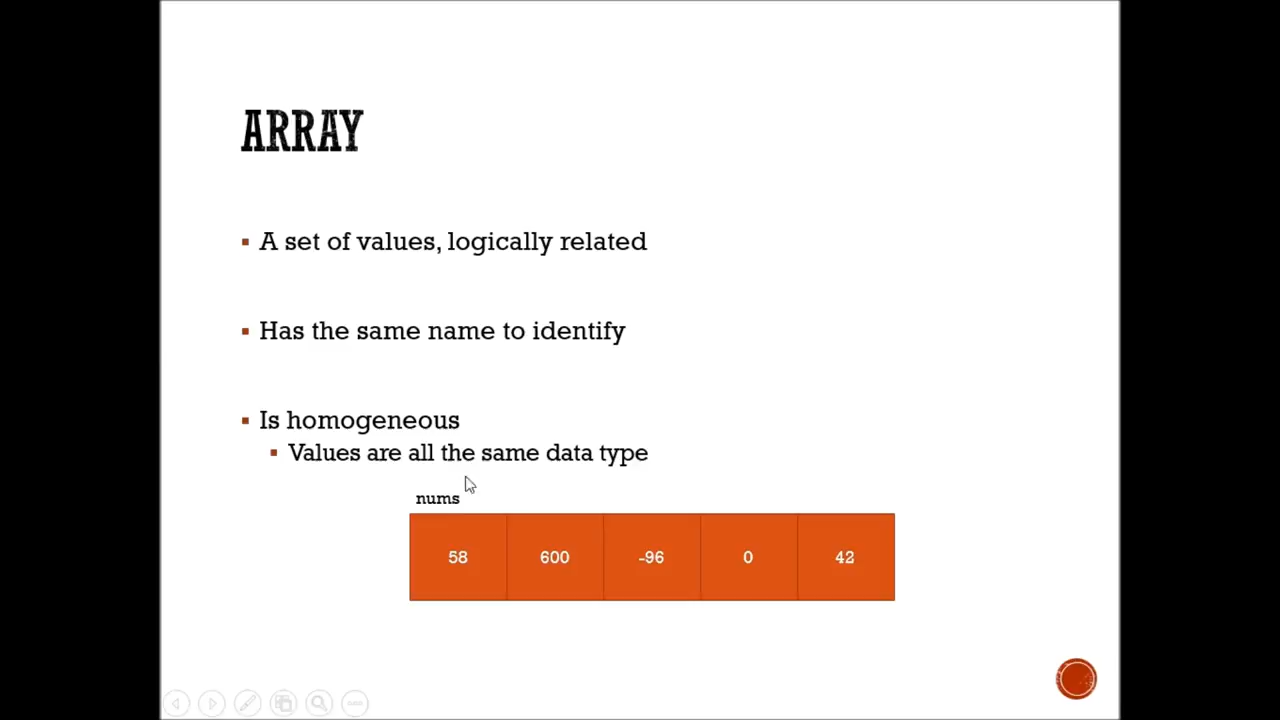 ARRAY
A set of values, logically related
Has the same name to identify
Is homogeneous
Values are all the same data type
nums
58 600 -96 0 42